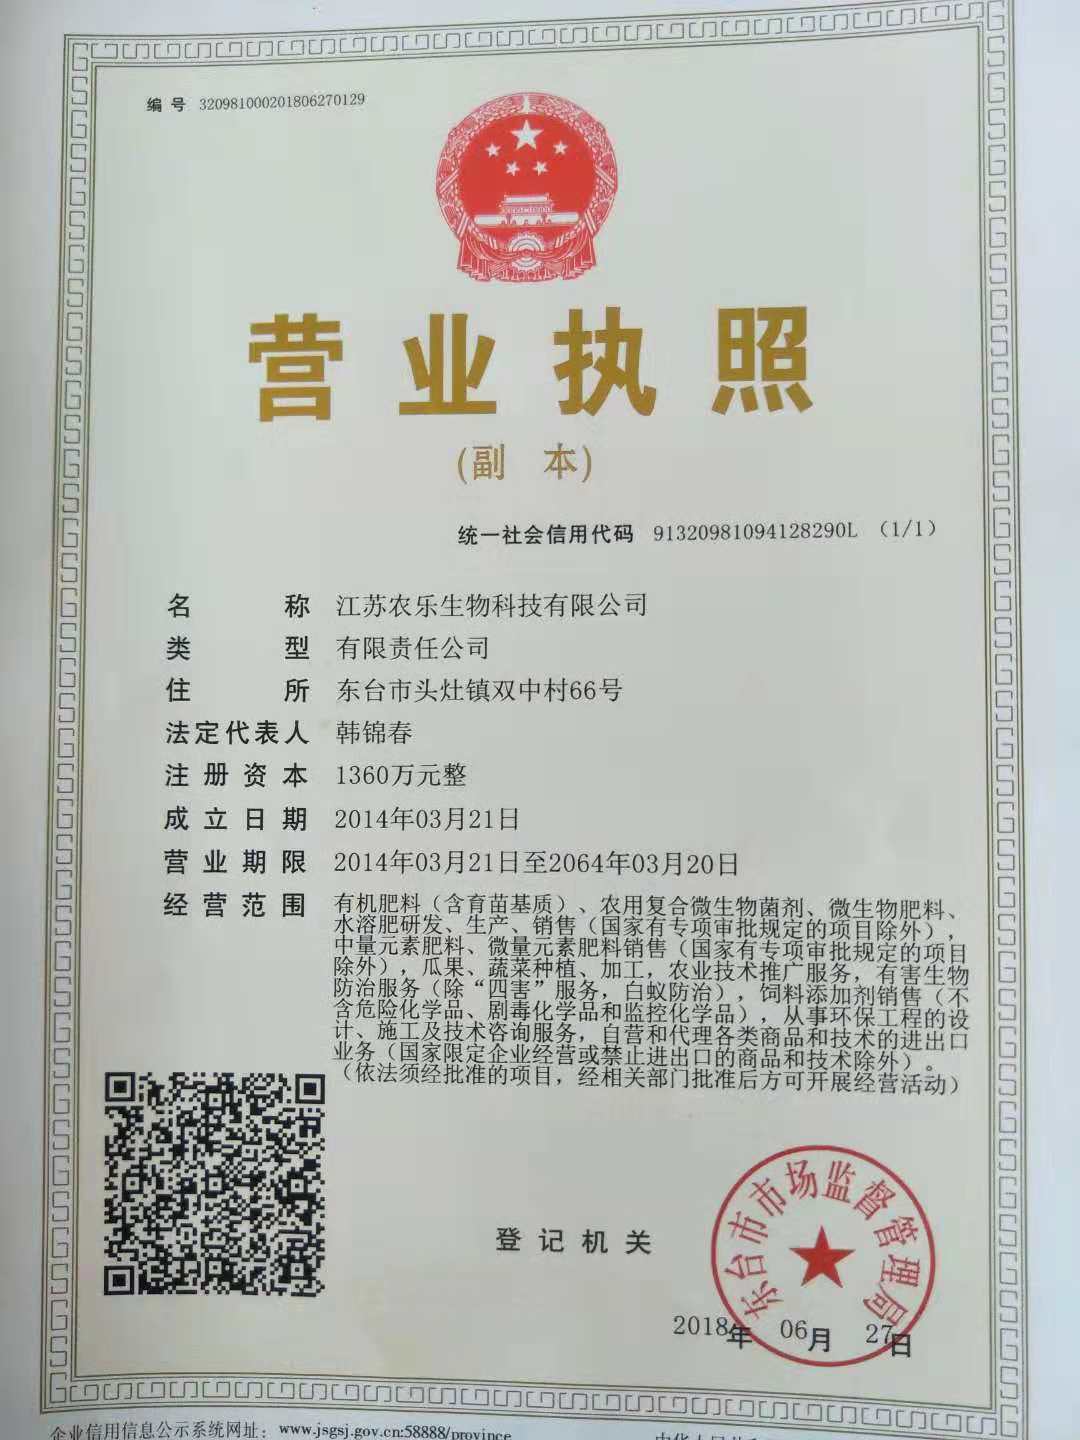 编 号 320981000201806270129
营 业 执 照
(副 本)
统一社会信用代码 91320981094128290L (1/1)
名 称 江苏农乐生物科技有限公司
类 型 有限责任公司
住 所 东台市头灶镇双中村66号
法定代表人 韩锦春
注册资本 1360万元整
成立日期 2014年03月21日
营业期限 2014年03月21日至2064年03月20日
经营范围 有机肥料（含育苗基质）、农用复合微生物菌剂、微生物肥料、
水溶肥研发、生产、销售（国家有专项审批规定的项目除外），
中量元素肥料、微量元素肥料销售（国家有专项审批规定的项目
除外），瓜果、蔬菜种植、加工，农业技术推广服务，有害生物
防治服务（除“四害”服务，白蚁防治），饲料添加剂销售（不
含危险化学品、剧毒化学品和监控化学品），从事环保工程的设
计、施工及技术咨询服务，自营和代理各类商品和技术的进出口
业务（国家限定企业经营或禁止进出口的商品和技术除外）。
（依法须经批准的项目，经相关部门批准后方可开展经营活动）
东台市市场监督管理局
登 记 机 关
2018年 06月 27日
企业信用信息公示系统网址： www.jsgsj.gov.cn:58888/province